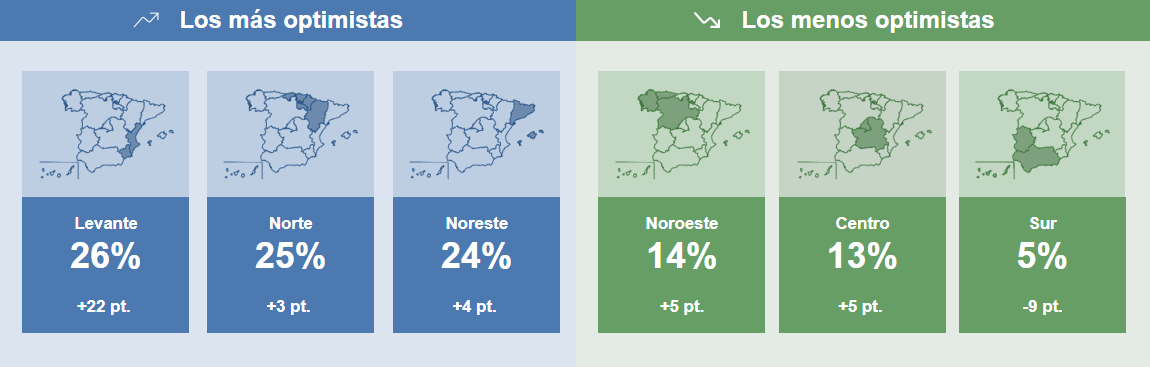 Los más optimistas
Levante
26%
+22 pt.
Norte
25%
+3 pt.
Noreste
24%
+4 pt.
Los menos optimistas
Noroeste
14%
+5 pt.
Centro
13%
+5 pt.
Sur
5%
-9 pt.